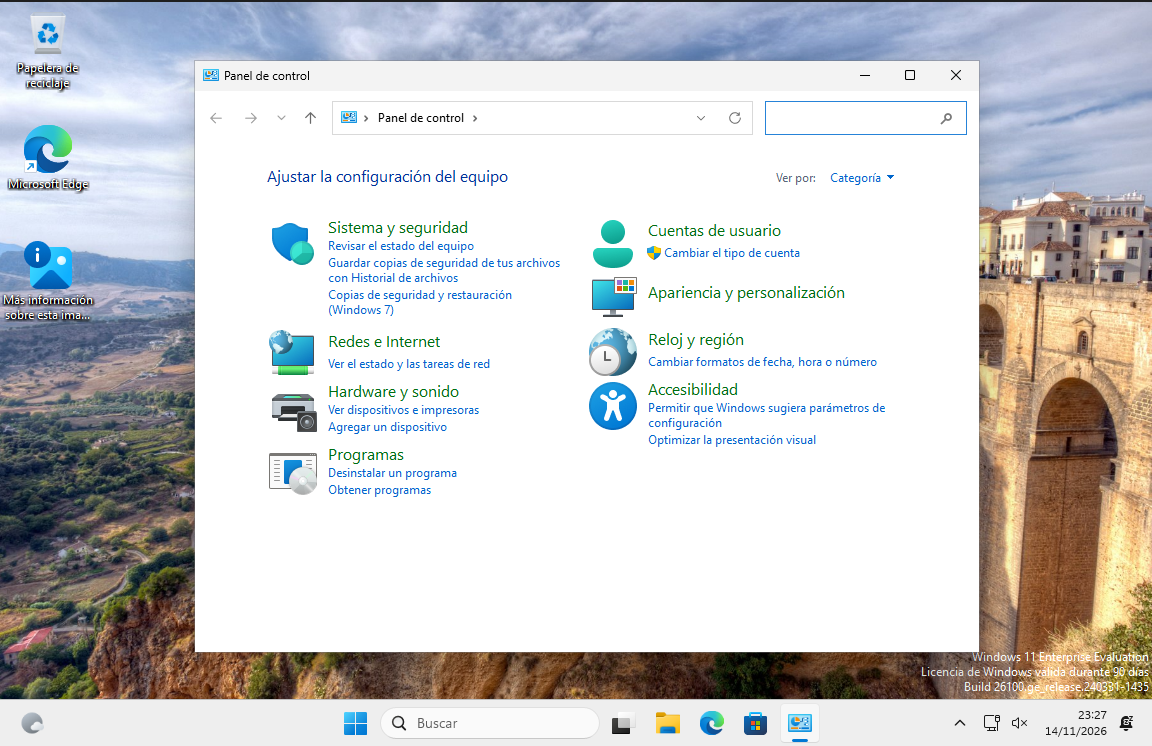 Papelera de
reciclaje
Microsoft Edge
Más información
sobre esta ima...
Panel de control
Panel de control
Ajustar la configuración del equipo
Ver por:
Categoría
Sistema y seguridad
Revisar el estado del equipo
Guardar copias de seguridad de tus archivos
con Historial de archivos
Copias de seguridad y restauración
(Windows 7)
Redes e Internet
Ver el estado y las tareas de red
Hardware y sonido
Ver dispositivos e impresoras
Agregar un dispositivo
Programas
Desinstalar un programa
Obtener programas
Cuentas de usuario
Cambiar el tipo de cuenta
Apariencia y personalización
Reloj y región
Cambiar formatos de fecha, hora o número
Accesibilidad
Permitir que Windows sugiera parámetros de
configuración
Optimizar la presentación visual
Windows 11 Enterprise Evaluation
Licencia de Windows válida durante 90 días
Build 26100.ge_release.240331-1435
Buscar
23:27
14/11/2026